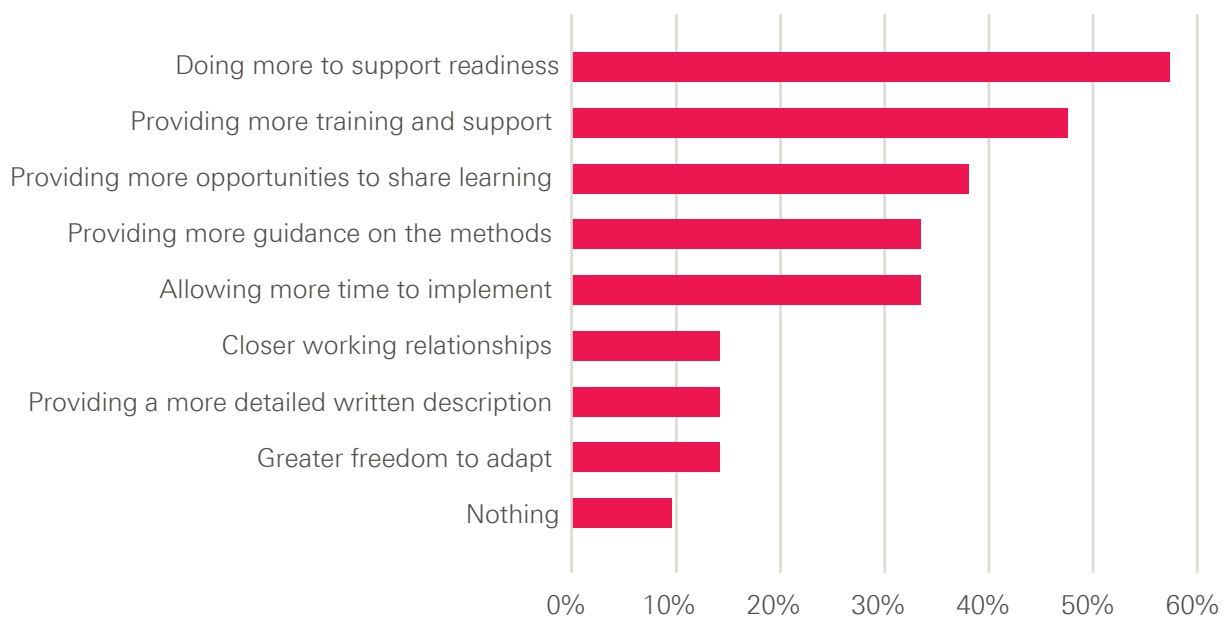 Doing more to support readiness
Providing more training and support
Providing more opportunities to share learning
Providing more guidance on the methods
Allowing more time to implement
Closer working relationships
Providing a more detailed written description
Greater freedom to adapt
Nothing
0% 10% 20% 30% 40% 50% 60%